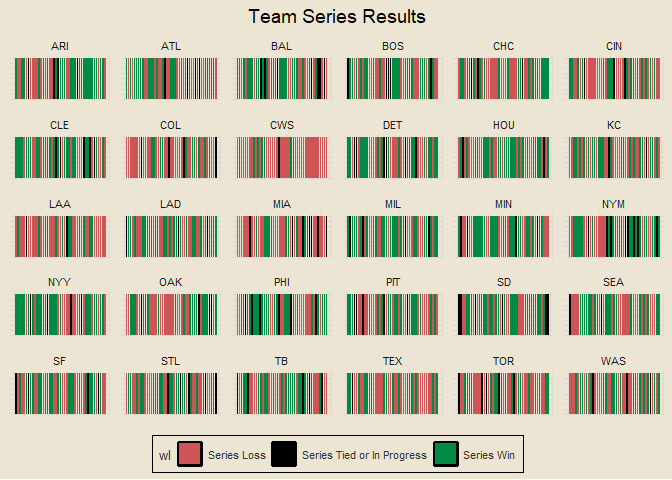 Team Series Results
ARI ATL BAL BOS CHC CIN
CLE COL CWS DET HOU KC
LAA LAD MIA MIL MIN NYM
NYY OAK PHI PIT SD SEA
SF STL TB TEX TOR WAS
wl Series Loss Series Tied or In Progress Series Win